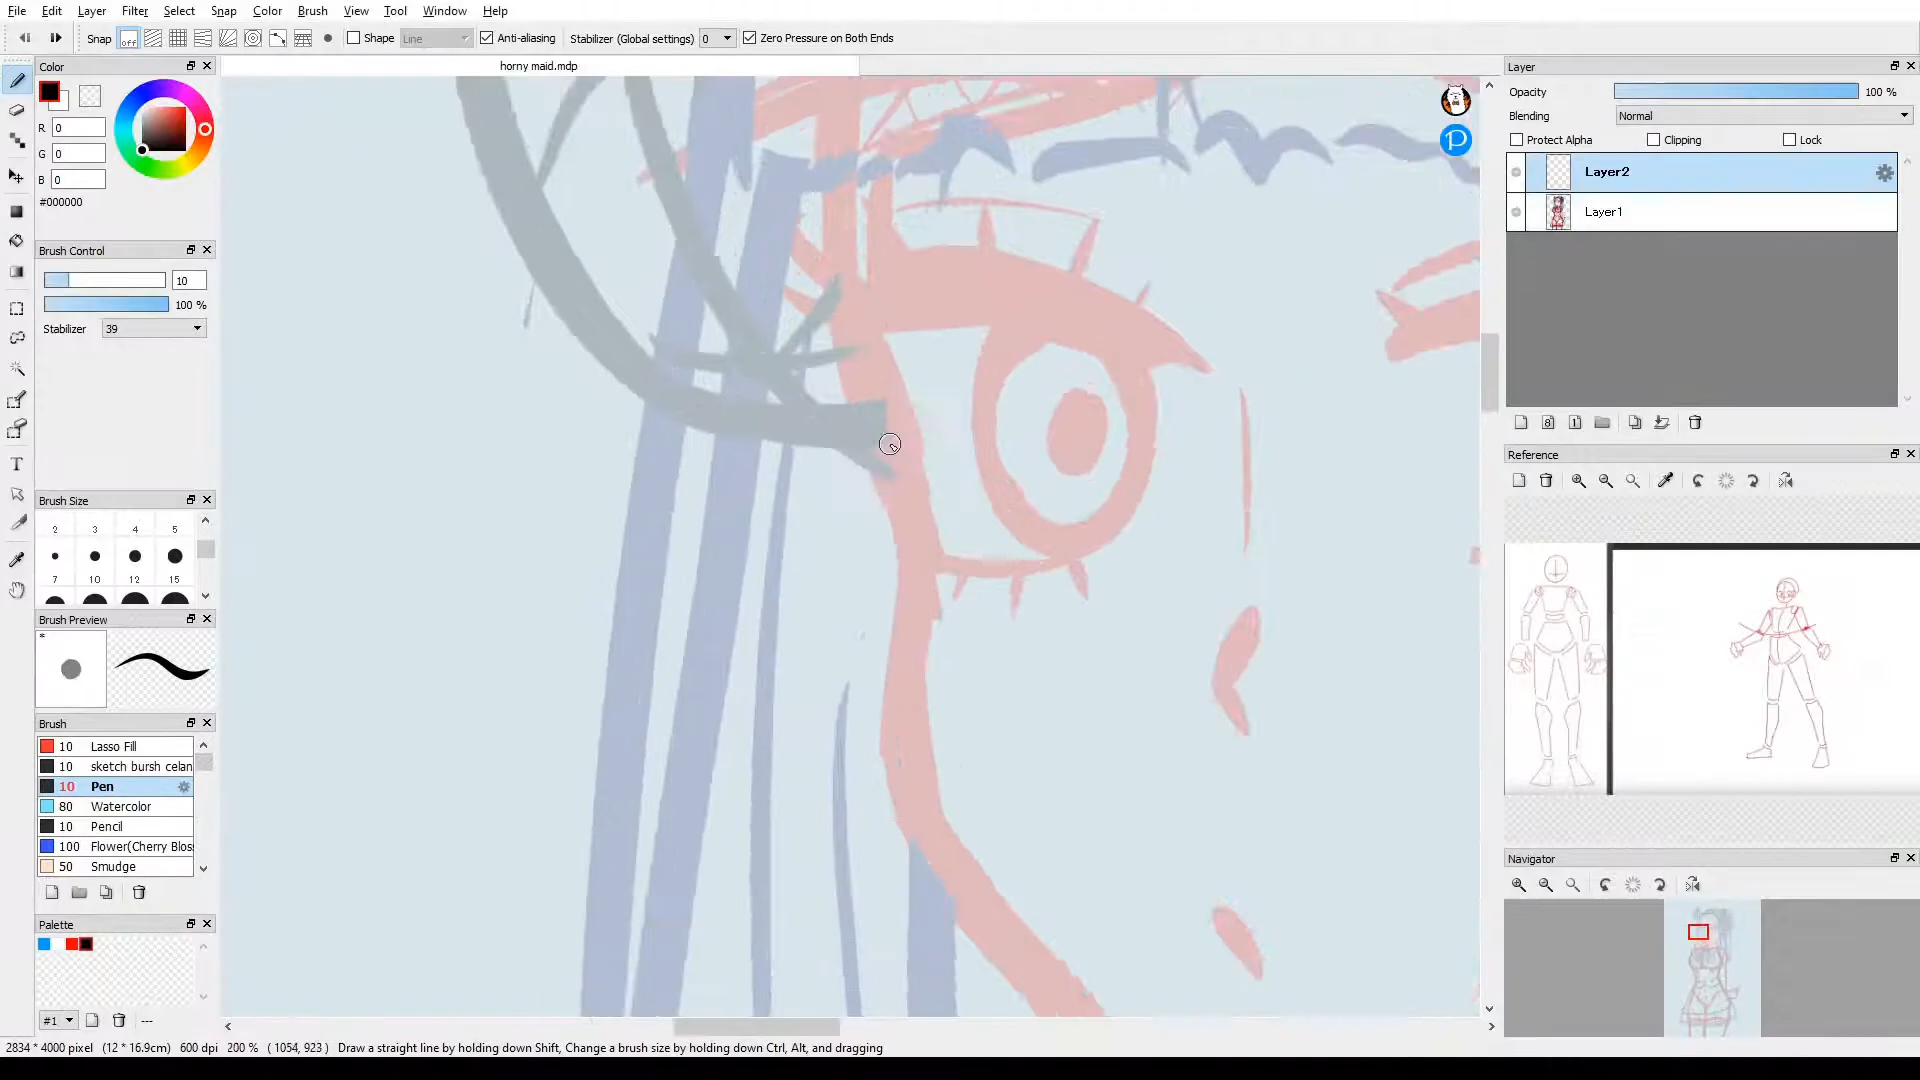 File Edit Layer Filter Select Snap Color Brush View Tool Window Help
Snap off Shape Line Anti-aliasing Stabilizer (Global settings) 0 Zero Pressure on Both Ends
Color
horny maid.mdp
R 0
G 0
B 0
#000000
Brush Control
10
100 %
Stabilizer 39
Brush Size
2 3 4 5
7 10 12 15
Brush Preview
*
Brush
10 Lasso Fill
10 sketch bursh celan
10 Pen
80 Watercolor
10 Pencil
100 Flower(Cherry Blos
50 Smudge
Palette
#1 ---
Layer
Opacity 100 %
Blending Normal
Protect Alpha Clipping Lock
Layer2
Layer1
8 1
Reference
Navigator
P
T
2834 * 4000 pixel (12 * 16.9cm) 600 dpi 200 % ( 1054, 923 ) Draw a straight line by holding down Shift, Change a brush size by holding down Ctrl, Alt, and dragging